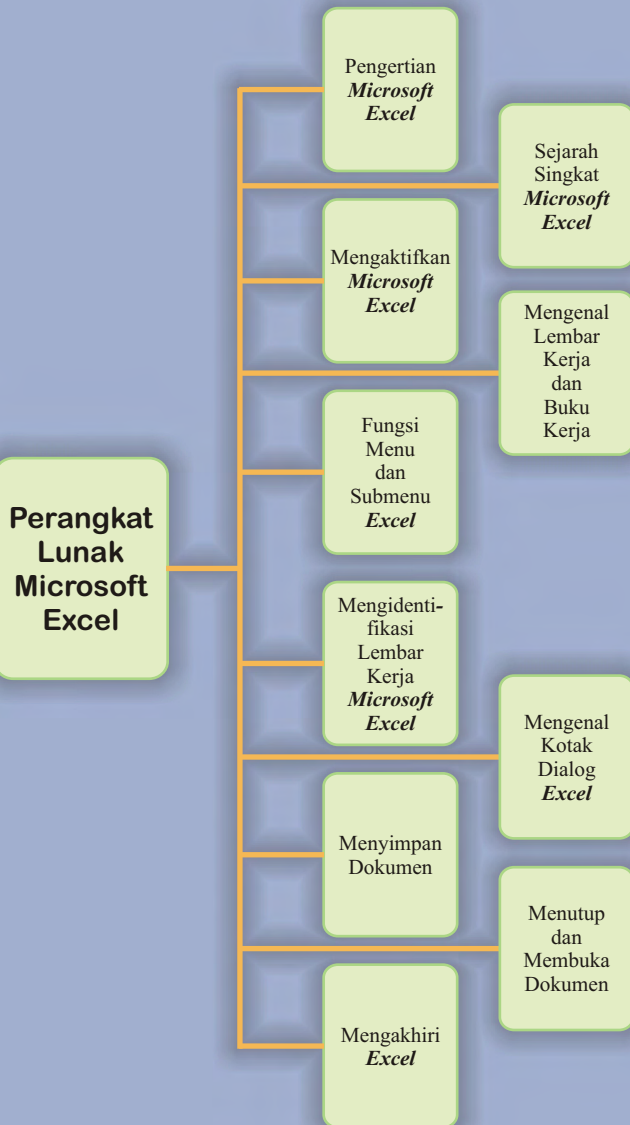 Perangkat
Lunak
Microsoft
Excel
Pengertian
Microsoft
Excel
Sejarah
Singkat
Microsoft
Excel
Mengaktifkan
Microsoft
Excel
Mengenal
Lembar
Kerja
dan
Buku
Kerja
Fungsi
Menu
dan
Submenu
Excel
Mengidenti-
fikasi
Lembar
Kerja
Microsoft
Excel
Mengenal
Kotak
Dialog
Excel
Menyimpan
Dokumen
Menutup
dan
Membuka
Dokumen
Mengakhiri
Excel